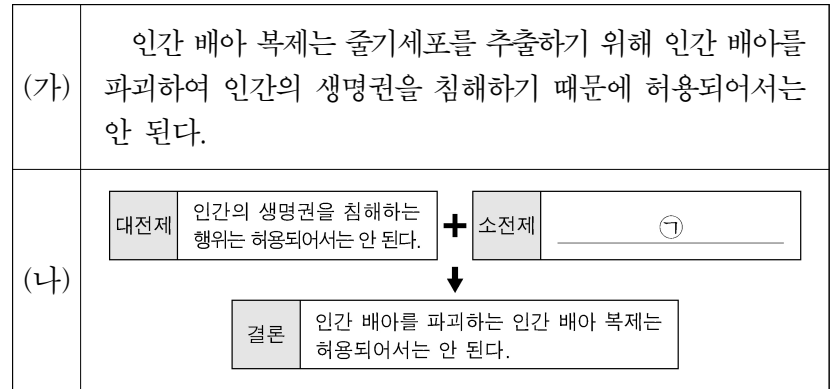 (가)
인간 배아 복제는 줄기세포를 추출하기 위해 인간 배아를
파괴하여 인간의 생명권을 침해하기 때문에 허용되어서는
안 된다.
(나)
대전제
인간의 생명권을 침해하는
행위는 허용되어서는 안 된다.
+
소전제
㉠
결론
인간 배아를 파괴하는 인간 배아 복제는
허용되어서는 안 된다.